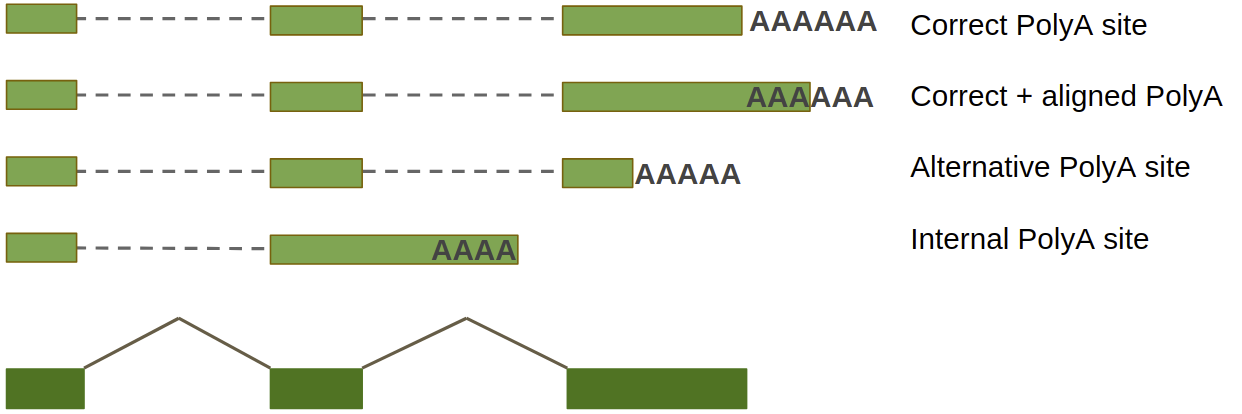 AAAAAA Correct PolyA site
AAAAAA Correct + aligned PolyA
AAAAA Alternative PolyA site
AAAA Internal PolyA site